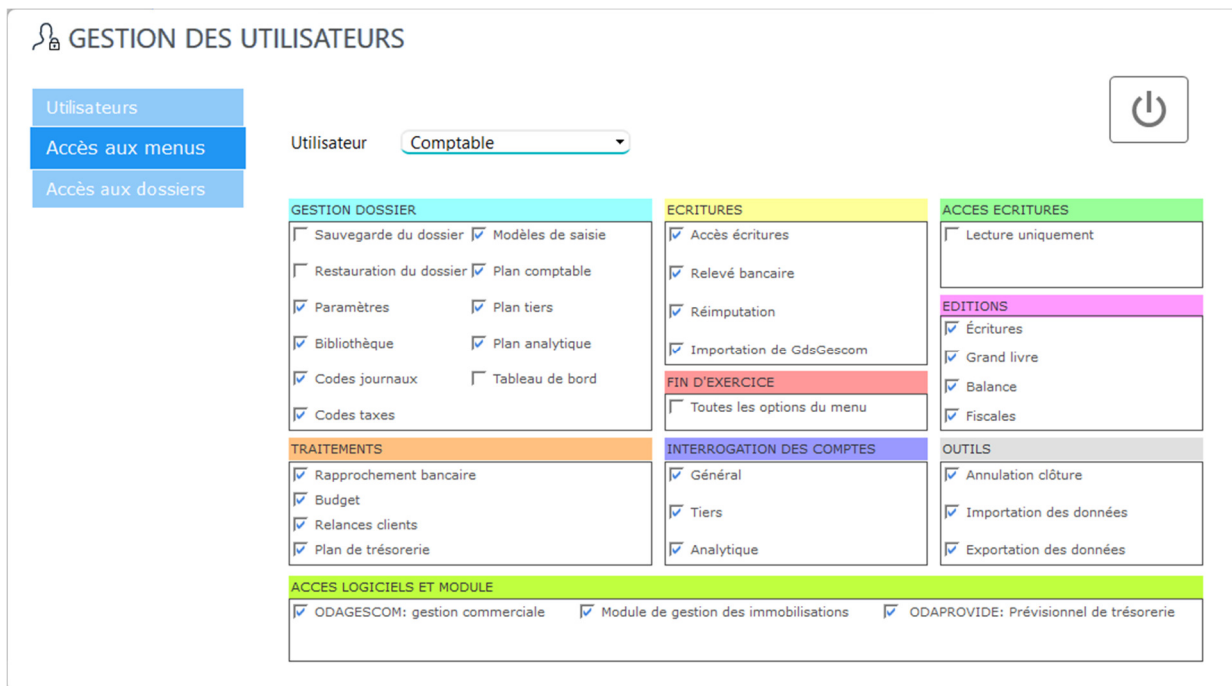 GESTION DES UTILISATEURS
Utilisateurs
Accès aux menus
Accès aux dossiers
Utilisateur Comptable
GESTION DOSSIER
Sauvegarde du dossier Modèles de saisie
Restauration du dossier Plan comptable
Paramètres Plan tiers
Bibliothèque Plan analytique
Codes journaux Tableau de bord
Codes taxes
ECRITURES
Accès écritures
Relevé bancaire
Réimputation
Importation de GdsGescom
FIN D'EXERCICE
Toutes les options du menu
ACCES ECRITURES
Lecture uniquement
EDITIONS
Écritures
Grand livre
Balance
Fiscales
TRAITEMENTS
Rapprochement bancaire
Budget
Relances clients
Plan de trésorerie
INTERROGATION DES COMPTES
Général
Tiers
Analytique
OUTILS
Annulation clôture
Importation des données
Exportation des données
ACCES LOGICIELS ET MODULE
ODAGESCOM: gestion commerciale Module de gestion des immobilisations ODAPROVIDE: Prévisionnel de trésorerie